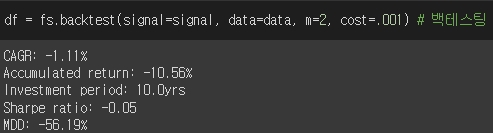 df = fs.backtest(signal=signal, data=data, m=2, cost=.001) # 백테스팅
CAGR: -1.11%
Accumulated return: -10.56%
Investment period: 10.0yrs
Sharpe ratio: -0.05
MDD: -56.19%